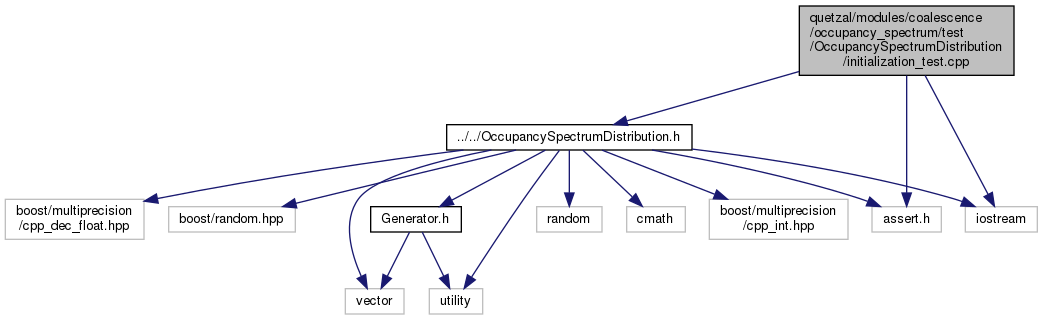 quetzal/modules/coalescence
/occupancy_spectrum/test
/OccupancySpectrumDistribution
/initialization_test.cpp
../../OccupancySpectrumDistribution.h
boost/multiprecision
/cpp_dec_float.hpp
boost/random.hpp
Generator.h
random
cmath
boost/multiprecision
/cpp_int.hpp
assert.h
iostream
vector
utility